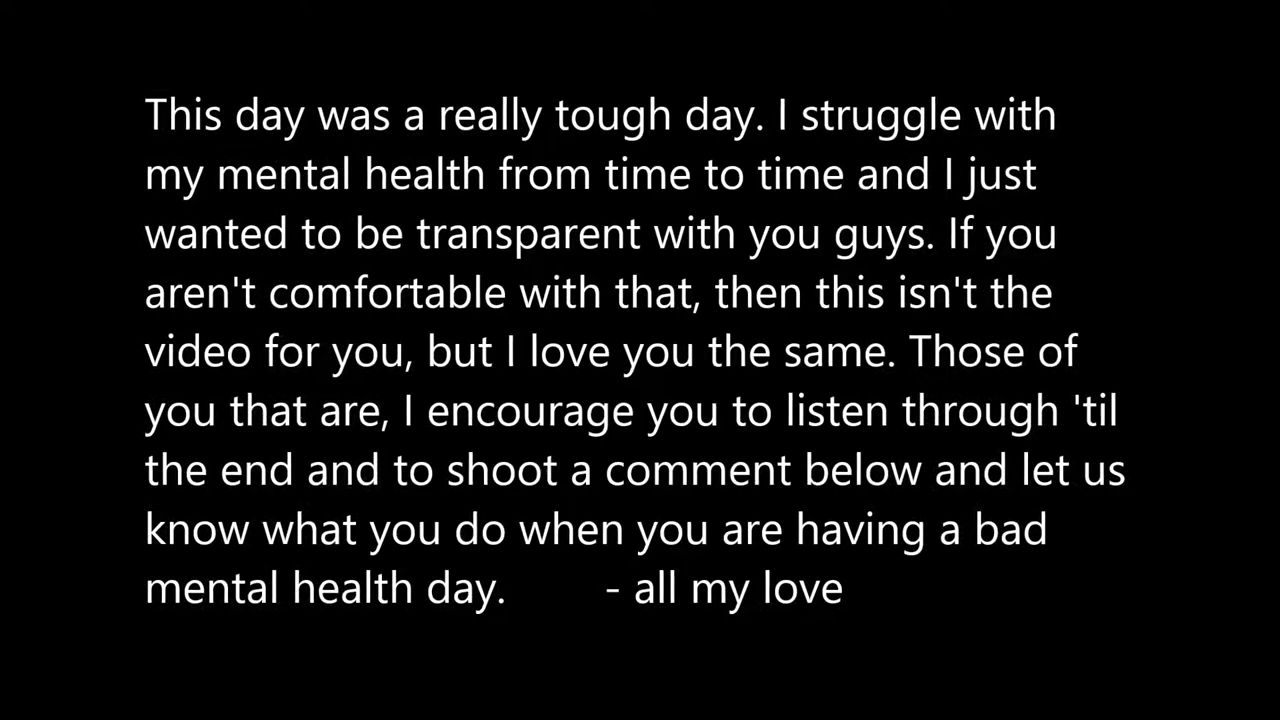 This day was a really tough day. I struggle with
my mental health from time to time and I just
wanted to be transparent with you guys. If you
aren't comfortable with that, then this isn't the
video for you, but I love you the same. Those of
you that are, I encourage you to listen through 'til
the end and to shoot a comment below and let us
know what you do when you are having a bad
mental health day. - all my love